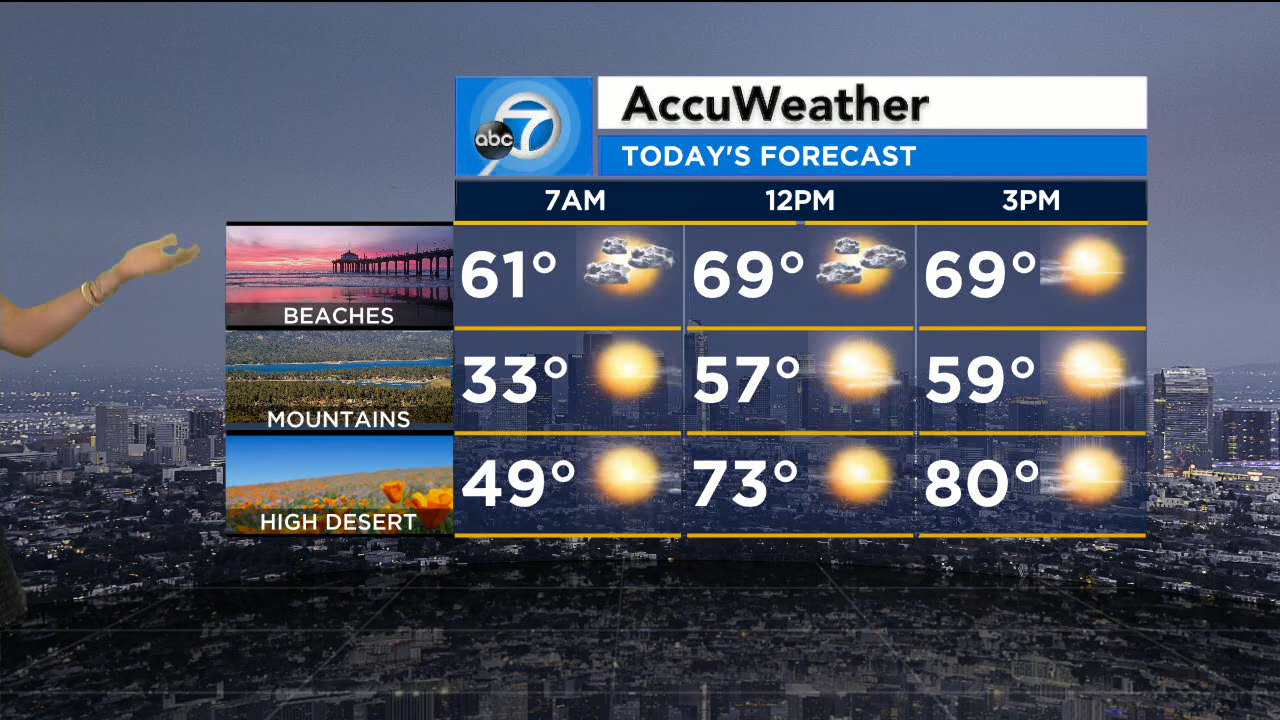 abc 7
AccuWeather
TODAY'S FORECAST
7AM 12PM 3PM
61° 69° 69°
BEACHES
33° 57° 59°
MOUNTAINS
49° 73° 80°
HIGH DESERT